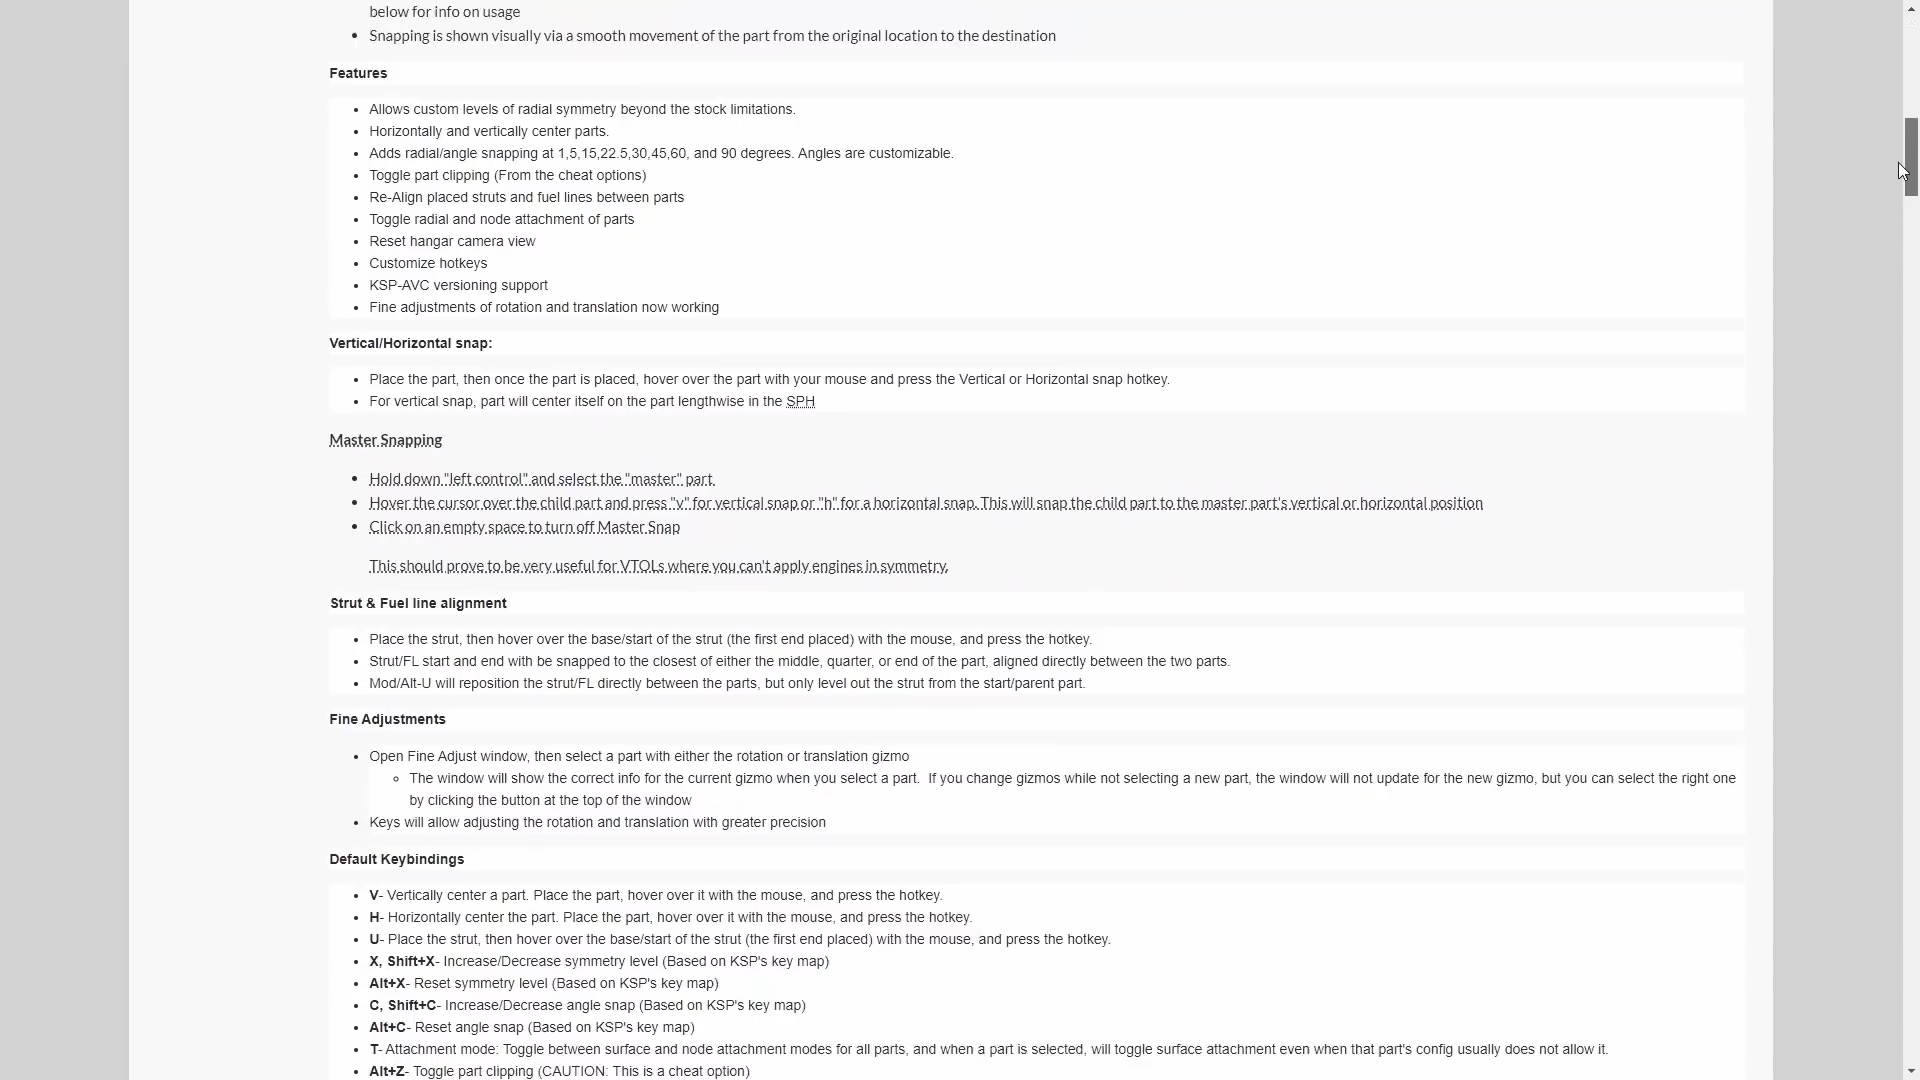 below for info on usage
• Snapping is shown visually via a smooth movement of the part from the original location to the destination
Features
• Allows custom levels of radial symmetry beyond the stock limitations.
• Horizontally and vertically center parts.
• Adds radial/angle snapping at 1,5,15,22.5,30,45,60, and 90 degrees. Angles are customizable.
• Toggle part clipping (From the cheat options)
• Re-Align placed struts and fuel lines between parts
• Toggle radial and node attachment of parts
• Reset hangar camera view
• Customize hotkeys
• KSP-AVC versioning support
• Fine adjustments of rotation and translation now working
Vertical/Horizontal snap:
• Place the part, then once the part is placed, hover over the part with your mouse and press the Vertical or Horizontal snap hotkey.
• For vertical snap, part will center itself on the part lengthwise in the SPH
Master Snapping
• Hold down "left control" and select the "master" part.
• Hover the cursor over the child part and press "v" for vertical snap or "h" for a horizontal snap. This will snap the child part to the master part's vertical or horizontal position
• Click on an empty space to turn off Master Snap
This should prove to be very useful for VTOLs where you can't apply engines in symmetry.
Strut & Fuel line alignment
• Place the strut, then hover over the base/start of the strut (the first end placed) with the mouse, and press the hotkey.
• Strut/FL start and end with be snapped to the closest of either the middle, quarter, or end of the part, aligned directly between the two parts.
• Mod/Alt-U will reposition the strut/FL directly between the parts, but only level out the strut from the start/parent part.
Fine Adjustments
• Open Fine Adjust window, then select a part with either the rotation or translation gizmo
◦ The window will show the correct info for the current gizmo when you select a part.  If you change gizmos while not selecting a new part, the window will not update for the new gizmo, but you can select the right one
by clicking the button at the top of the window
• Keys will allow adjusting the rotation and translation with greater precision
Default Keybindings
• V- Vertically center a part. Place the part, hover over it with the mouse, and press the hotkey.
• H- Horizontally center the part. Place the part, hover over it with the mouse, and press the hotkey.
• U- Place the strut, then hover over the base/start of the strut (the first end placed) with the mouse, and press the hotkey.
• X, Shift+X- Increase/Decrease symmetry level (Based on KSP's key map)
• Alt+X- Reset symmetry level (Based on KSP's key map)
• C, Shift+C- Increase/Decrease angle snap (Based on KSP's key map)
• Alt+C- Reset angle snap (Based on KSP's key map)
• T- Attachment mode: Toggle between surface and node attachment modes for all parts, and when a part is selected, will toggle surface attachment even when that part's config usually does not allow it.
• Alt+Z- Toggle part clipping (CAUTION: This is a cheat option)